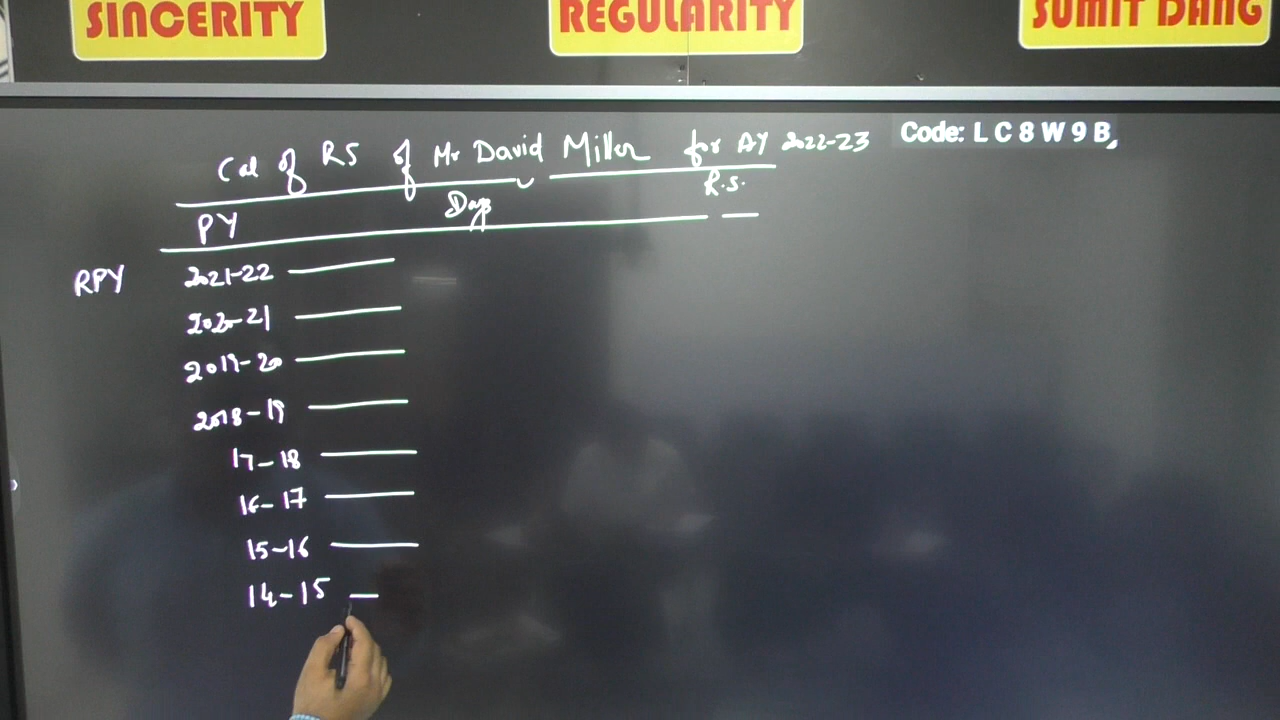 SINCERITY REGULARITY SUMIT DANG
Cal of RS of Mr David Miller for AY 2022-23 Code: L C 8 W 9 B,
PY Days R.S.
RPY 2021-22
2020-21
2019-20
2018-19
17-18
16-17
15-16
14-15